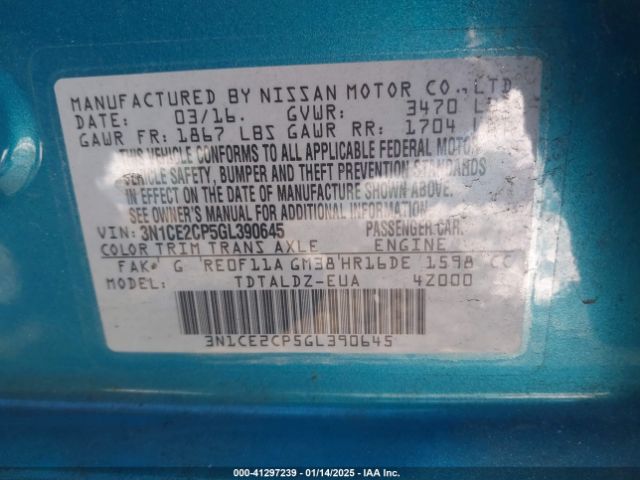 MANUFACTURED BY NISSAN MOTOR CO., LTD.
DATE: 03/16. GVWR: 3470
GAWR FR: 1867 LBS GAWR RR: 1704
THIS VEHICLE CONFORMS TO ALL APPLICABLE FEDERAL MOTOR
VEHICLE SAFETY, BUMPER AND THEFT PREVENTION STANDARDS
IN EFFECT ON THE DATE OF MANUFACTURE SHOWN ABOVE.
SEE OWNER'S MANUAL FOR ADDITIONAL INFORMATION.
VIN: 3N1CE2CP5GL390645 PASSENGER CAR.
COLOR TRIM TRANS AXLE ENGINE
FAK G RE0F11A GM38 HR16DE 1598 CC
MODEL: TDTALDZ-EUA 4Z000
3N1CE2CP5GL390645
000-41297239 - 01/14/2025 - IAA Inc.